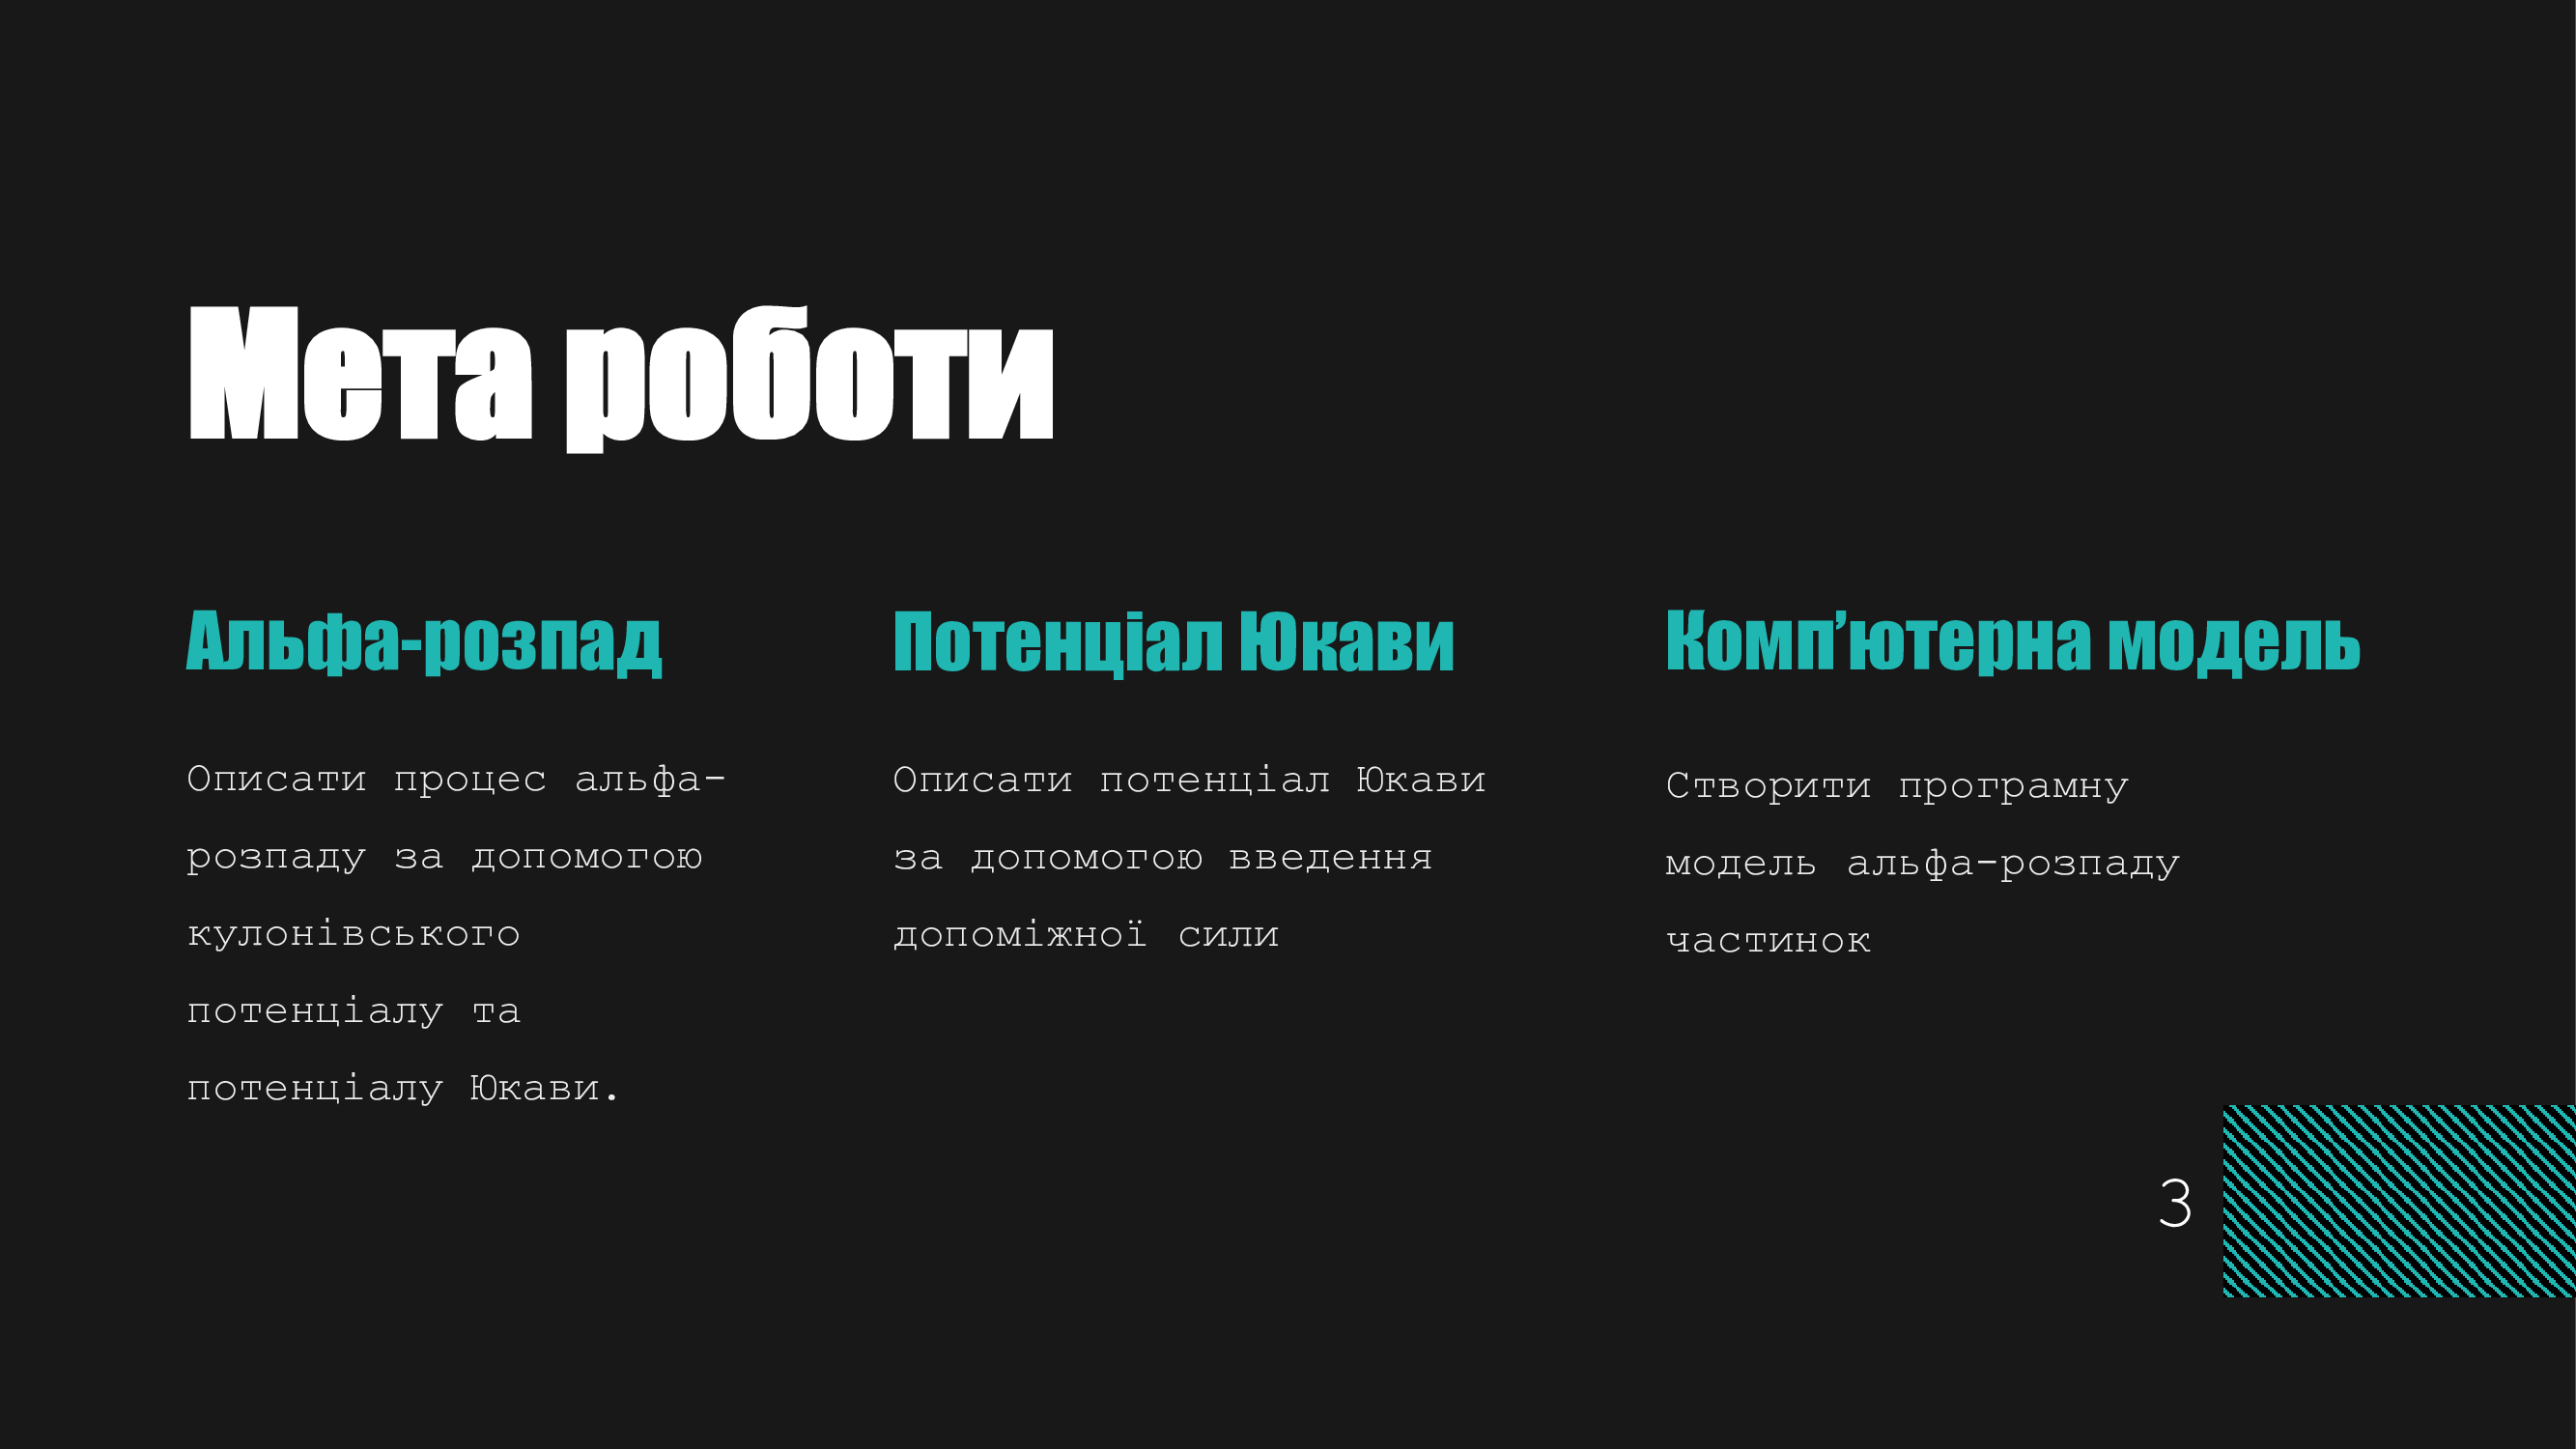 Мета роботи
Альфа-розпад
Описати процес альфа-
розпаду за допомогою
кулонівського
потенціалу та
потенціалу Юкави.
Потенціал Юкави
Описати потенціал Юкави
за допомогою введення
допоміжної сили
Комп’ютерна модель
Створити програмну
модель альфа-розпаду
частинок
3